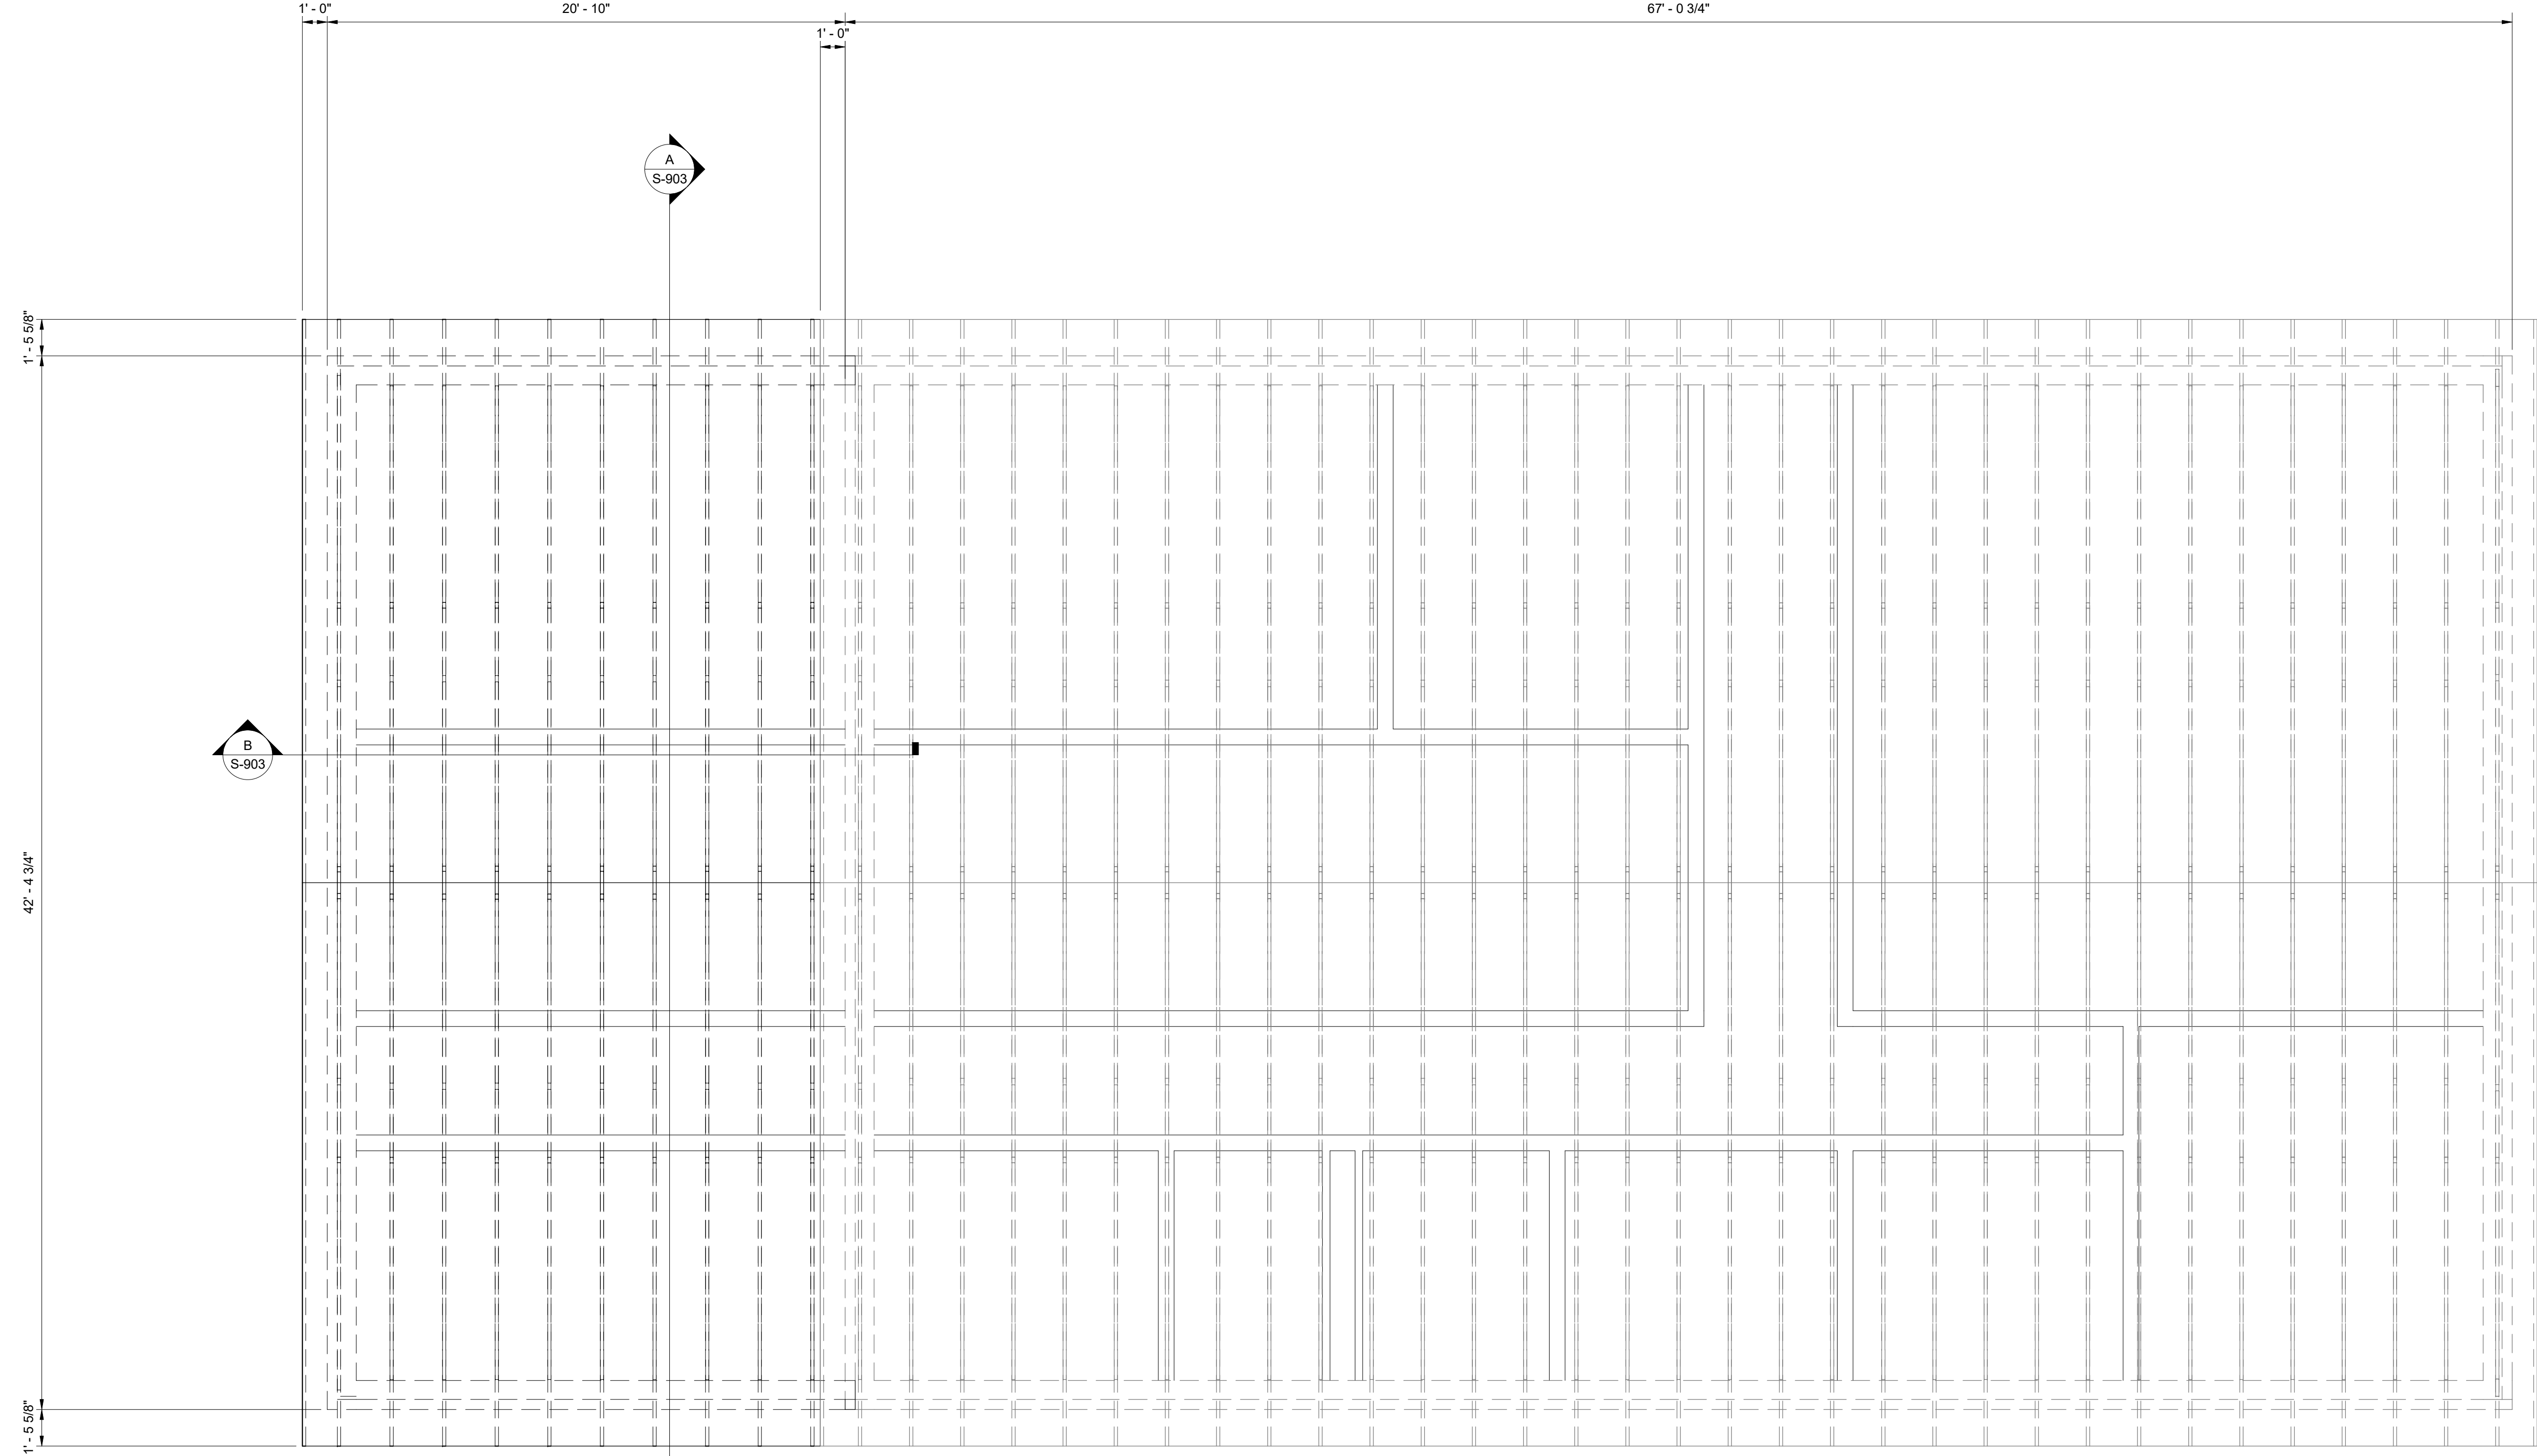 1' - 0"
20' - 10"
67' - 0 3/4"
1' - 0"
A
S-903
1' - 5 5/8"
B
S-903
42' - 4 3/4"
1' - 5 5/8"